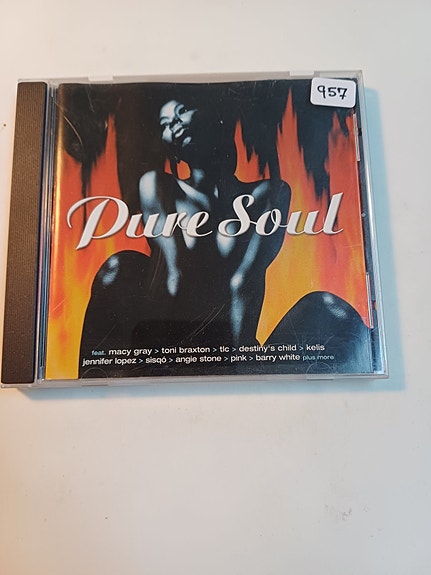 957
Pure Soul
feat. macy gray > toni braxton > tlc > destiny's child > kelis
jennifer lopez > sisqó > angie stone > pink > barry white plus more